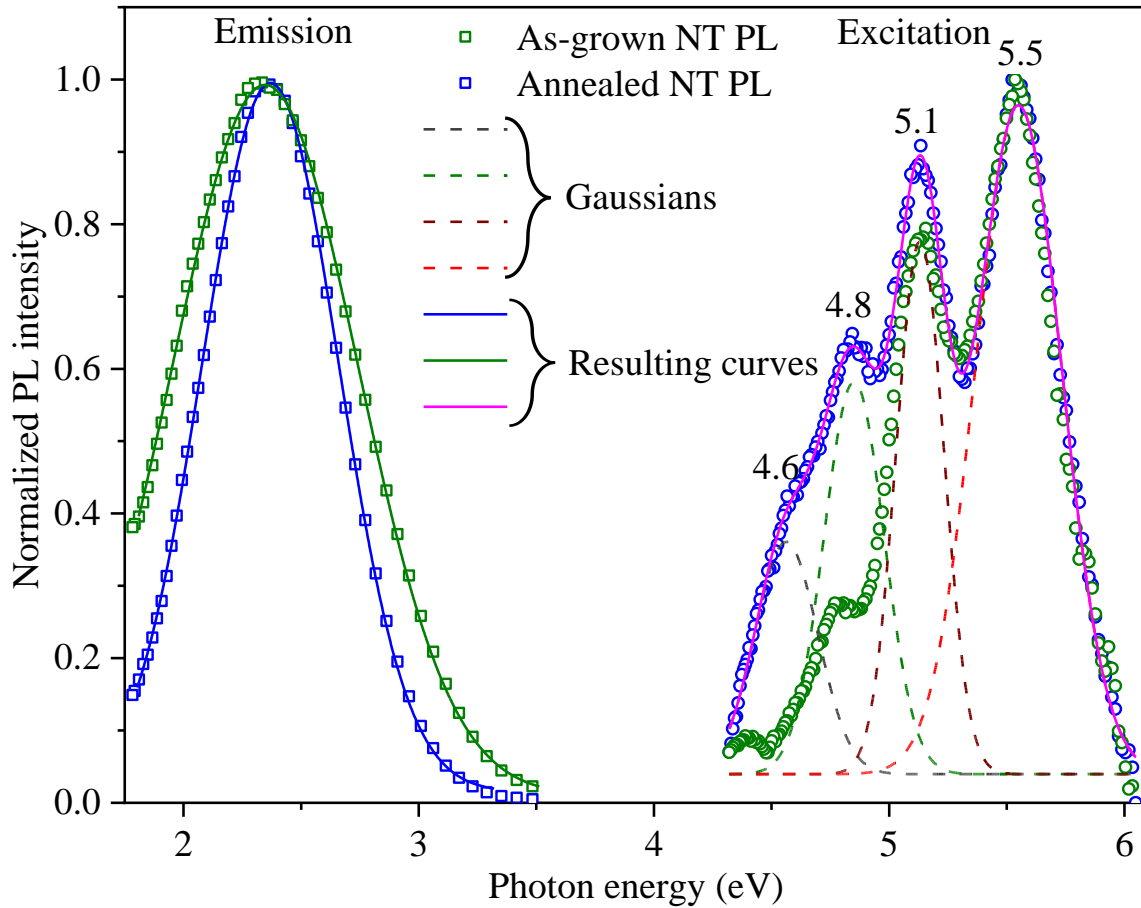 Emission
As-grown NT PL
Annealed NT PL
Excitation
5.5
5.1
4.8
4.6
Gaussians
Resulting curves
Normalized PL intensity
1.0
0.8
0.6
0.4
0.2
0.0
2
3
4
5
6
Photon energy (eV)